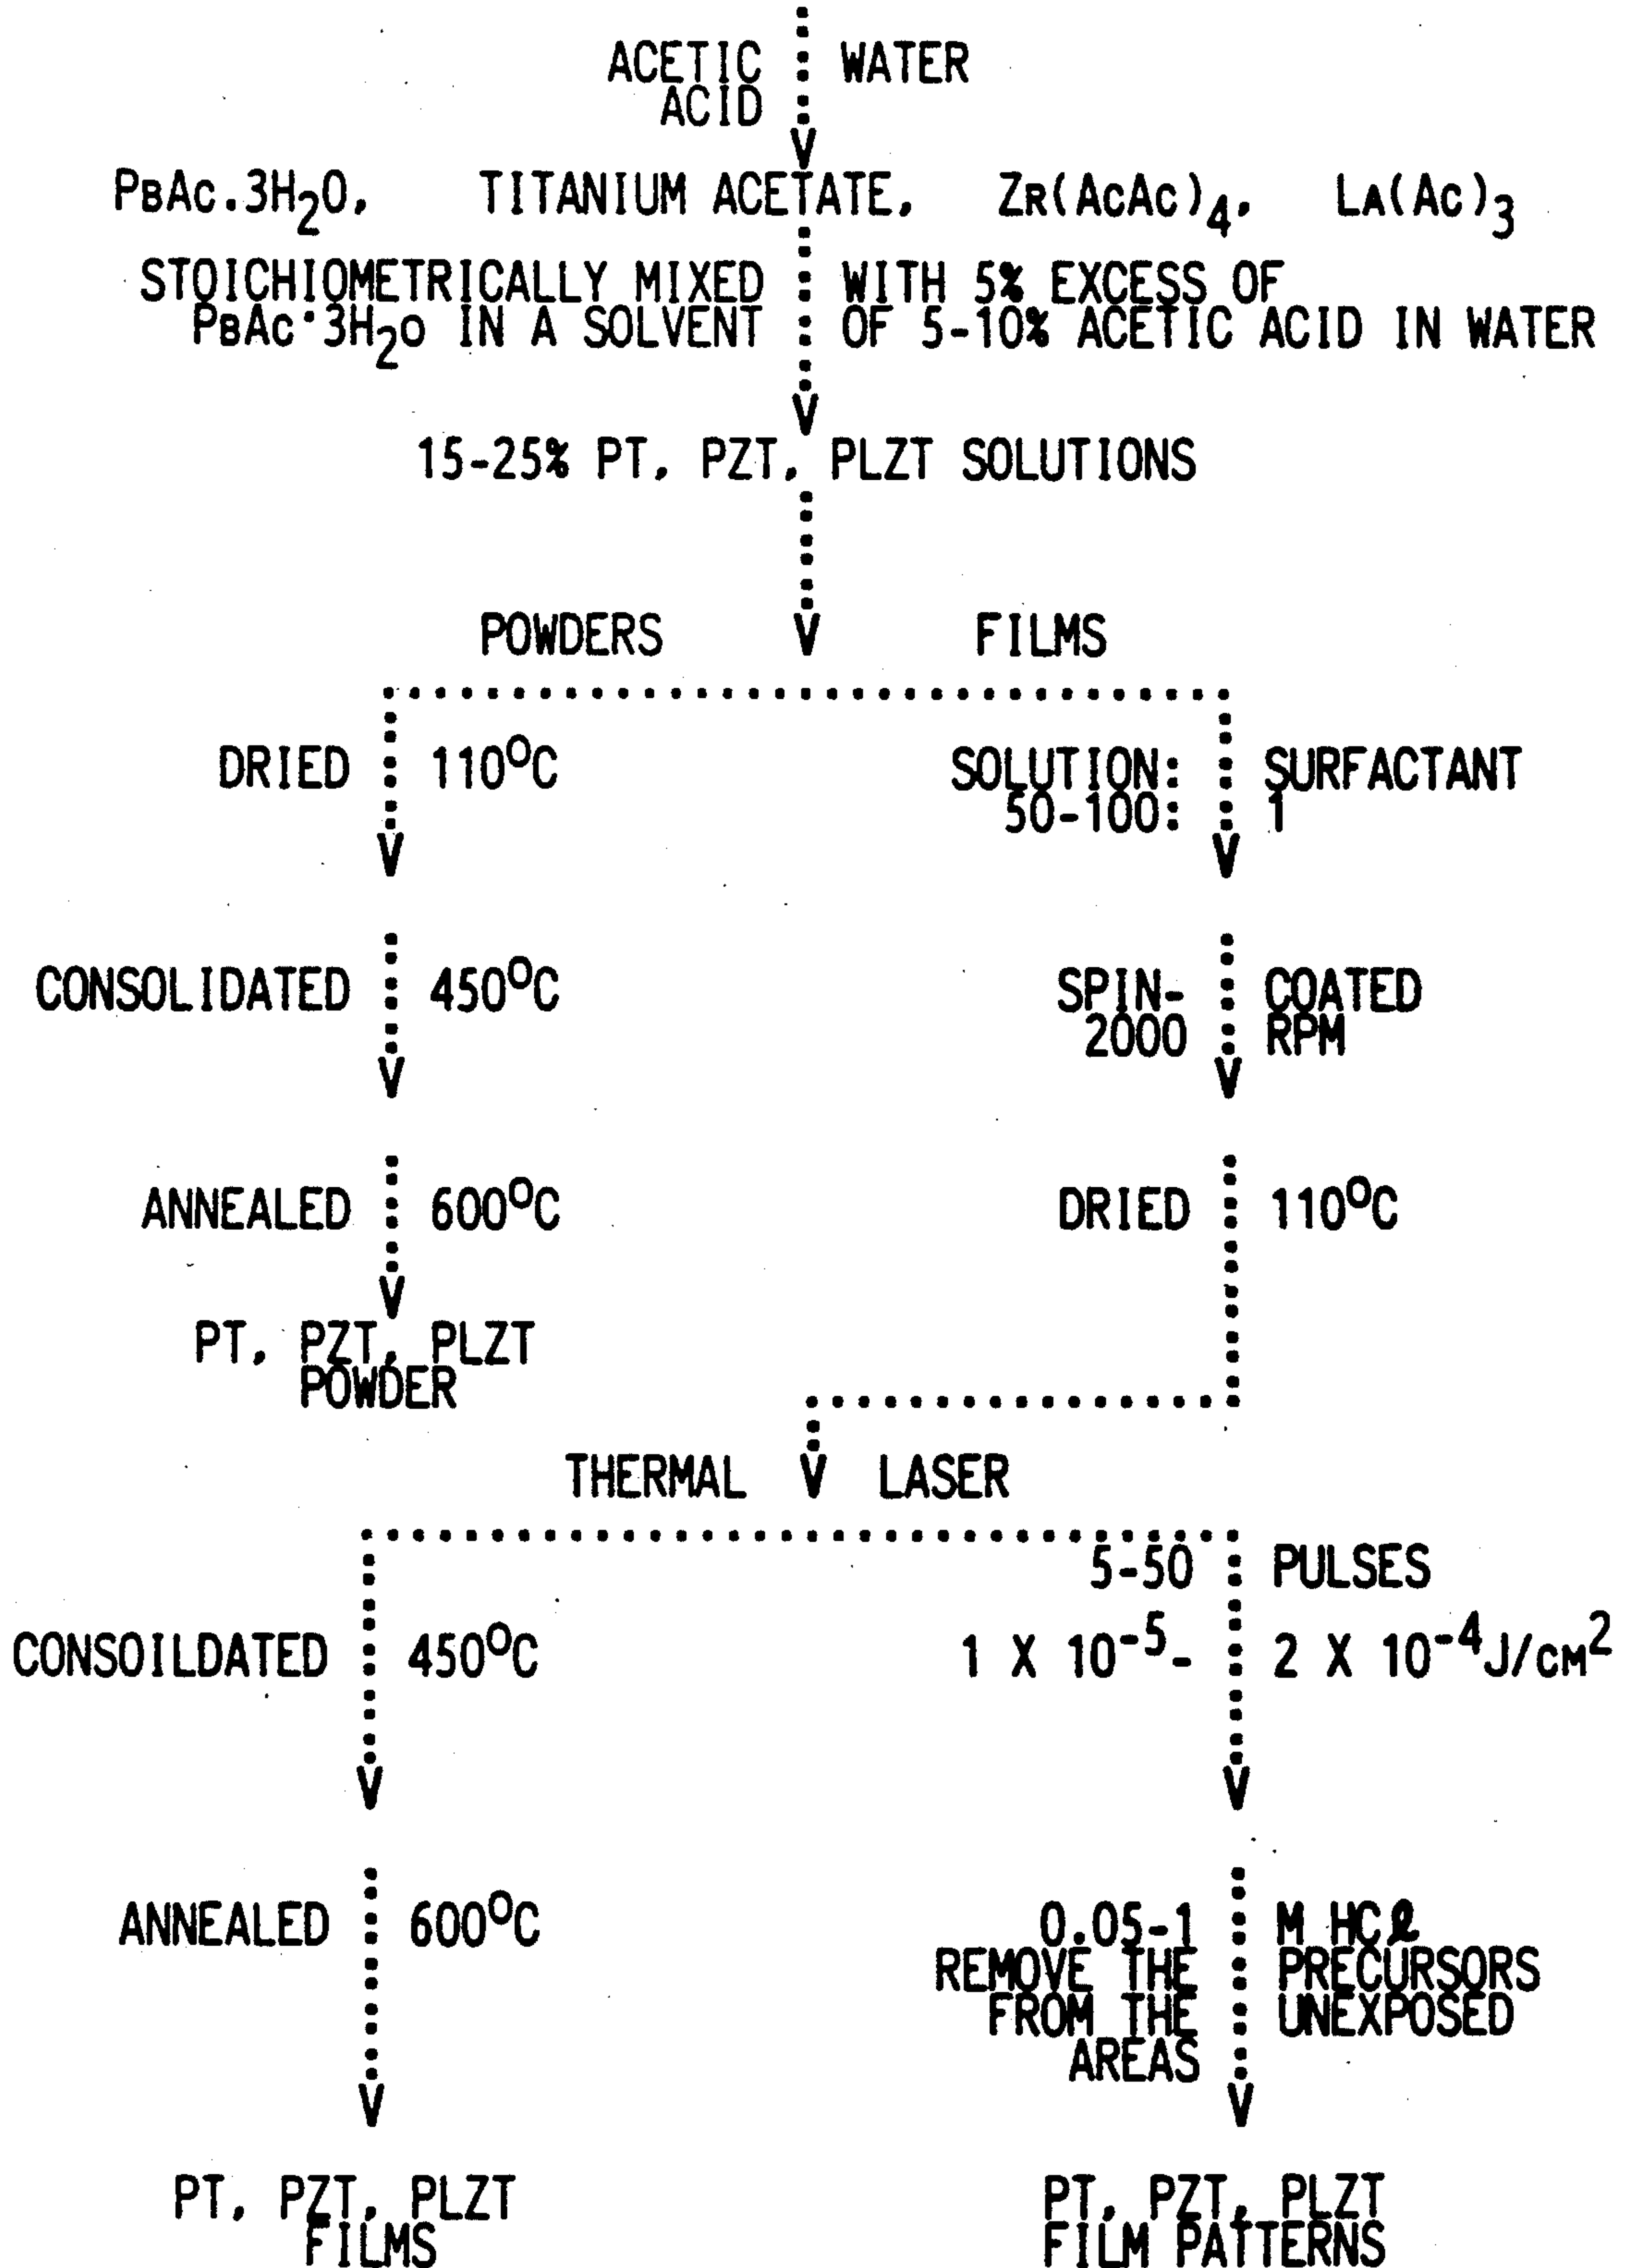 ACETIC WATER
ACID
PBAC.3H2O, TITANIUM ACETATE, ZR(ACAC)4, LA(AC)3
STOICHIOMETRICALLY MIXED WITH 5% EXCESS OF
PBAC·3H2O IN A SOLVENT OF 5-10% ACETIC ACID IN WATER
15-25% PT, PZT, PLZT SOLUTIONS
POWDERS FILMS
DRIED 110°C
SOLUTION: SURFACTANT
50-100: 1
CONSOLIDATED 450°C
SPIN- COATED
2000 RPM
ANNEALED 600°C
DRIED 110°C
PT, PZT, PLZT
POWDER
THERMAL LASER
5-50 PULSES
CONSOILDATED 450°C
1 X 10-5- 2 X 10-4J/CM2
ANNEALED 600°C
0.05-1 M HCl
REMOVE THE PRECURSORS
FROM THE UNEXPOSED
AREAS
PT, PZT, PLZT
FILMS
PT, PZT, PLZT
FILM PATTERNS